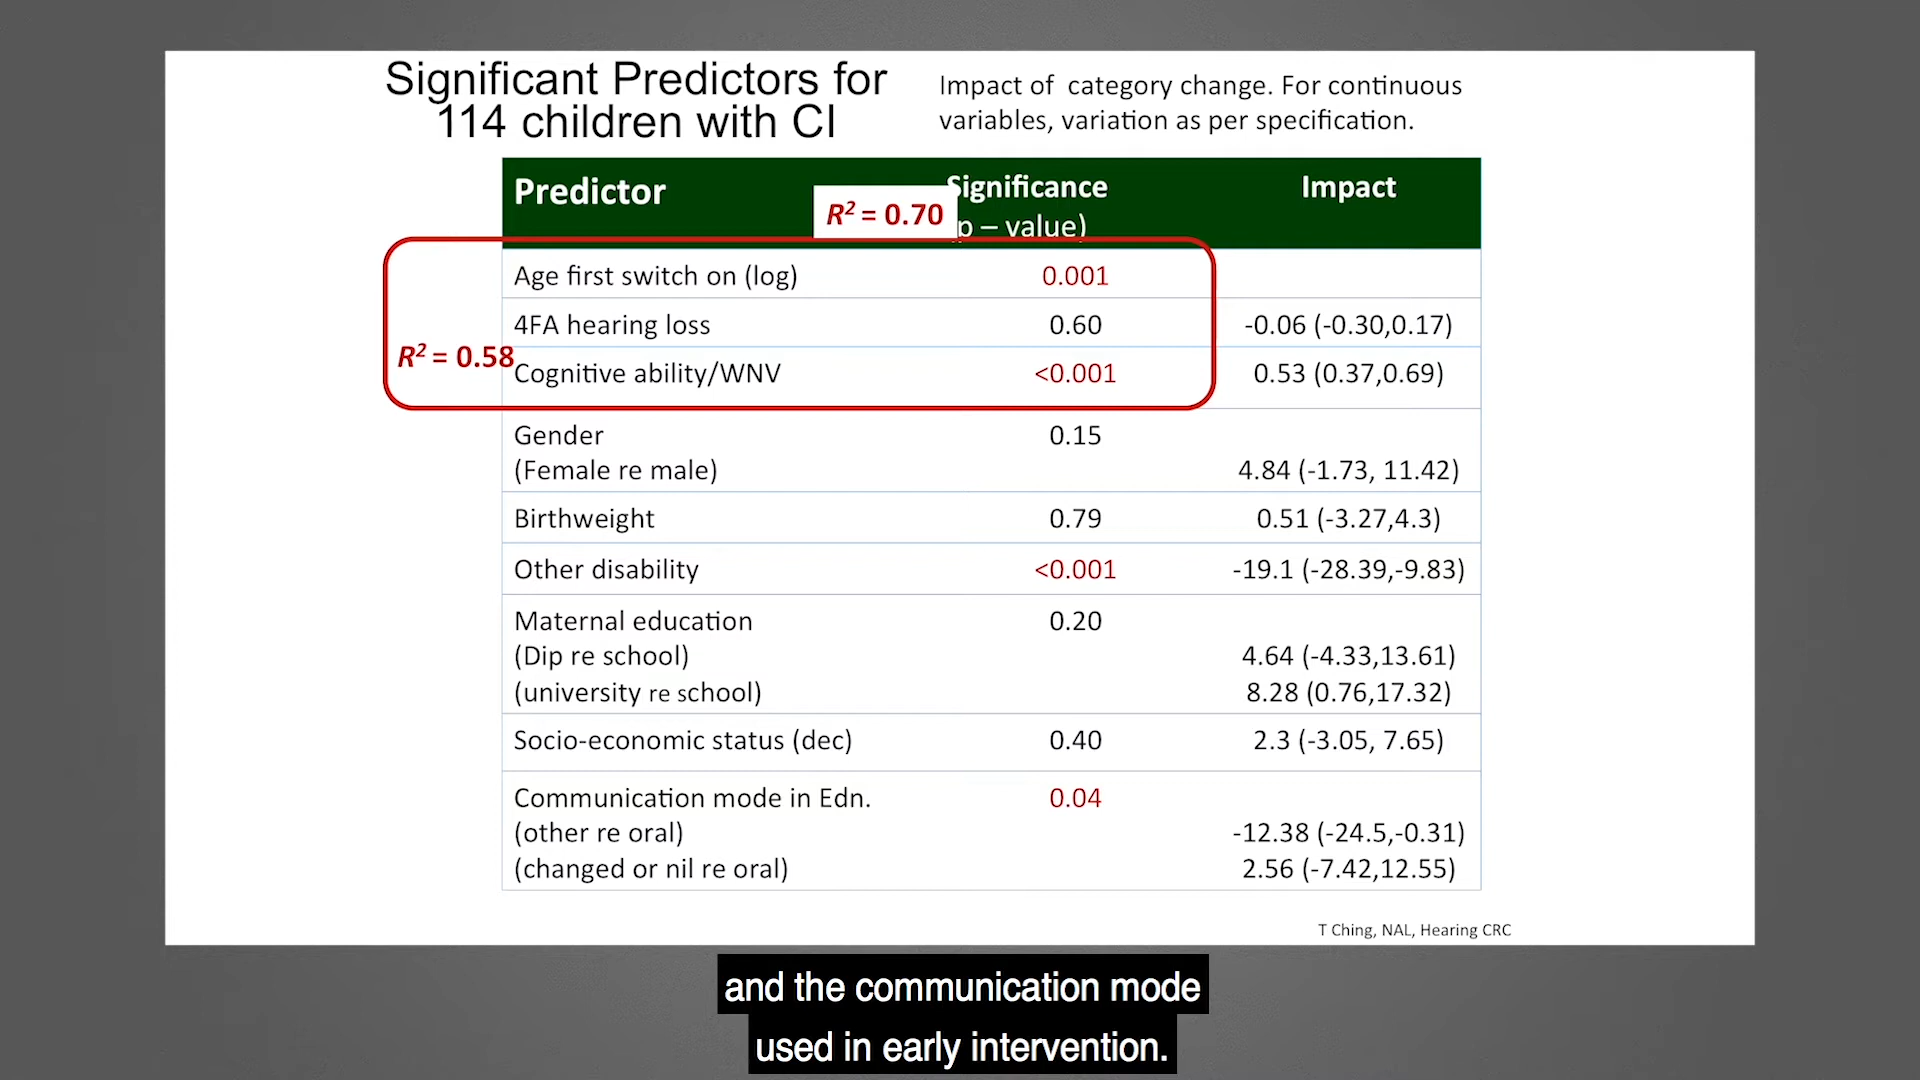 Significant Predictors for
114 children with CI
Impact of category change. For continuous
variables, variation as per specification.
Predictor Significance Impact
R² = 0.70
(p – value)
Age first switch on (log) 0.001
4FA hearing loss 0.60 -0.06 (-0.30,0.17)
R² = 0.58
Cognitive ability/WNV <0.001 0.53 (0.37,0.69)
Gender 0.15
(Female re male) 4.84 (-1.73, 11.42)
Birthweight 0.79 0.51 (-3.27,4.3)
Other disability <0.001 -19.1 (-28.39,-9.83)
Maternal education 0.20
(Dip re school) 4.64 (-4.33,13.61)
(university re school) 8.28 (0.76,17.32)
Socio-economic status (dec) 0.40 2.3 (-3.05, 7.65)
Communication mode in Edn. 0.04
(other re oral) -12.38 (-24.5,-0.31)
(changed or nil re oral) 2.56 (-7.42,12.55)
T Ching, NAL, Hearing CRC
and the communication mode
used in early intervention.